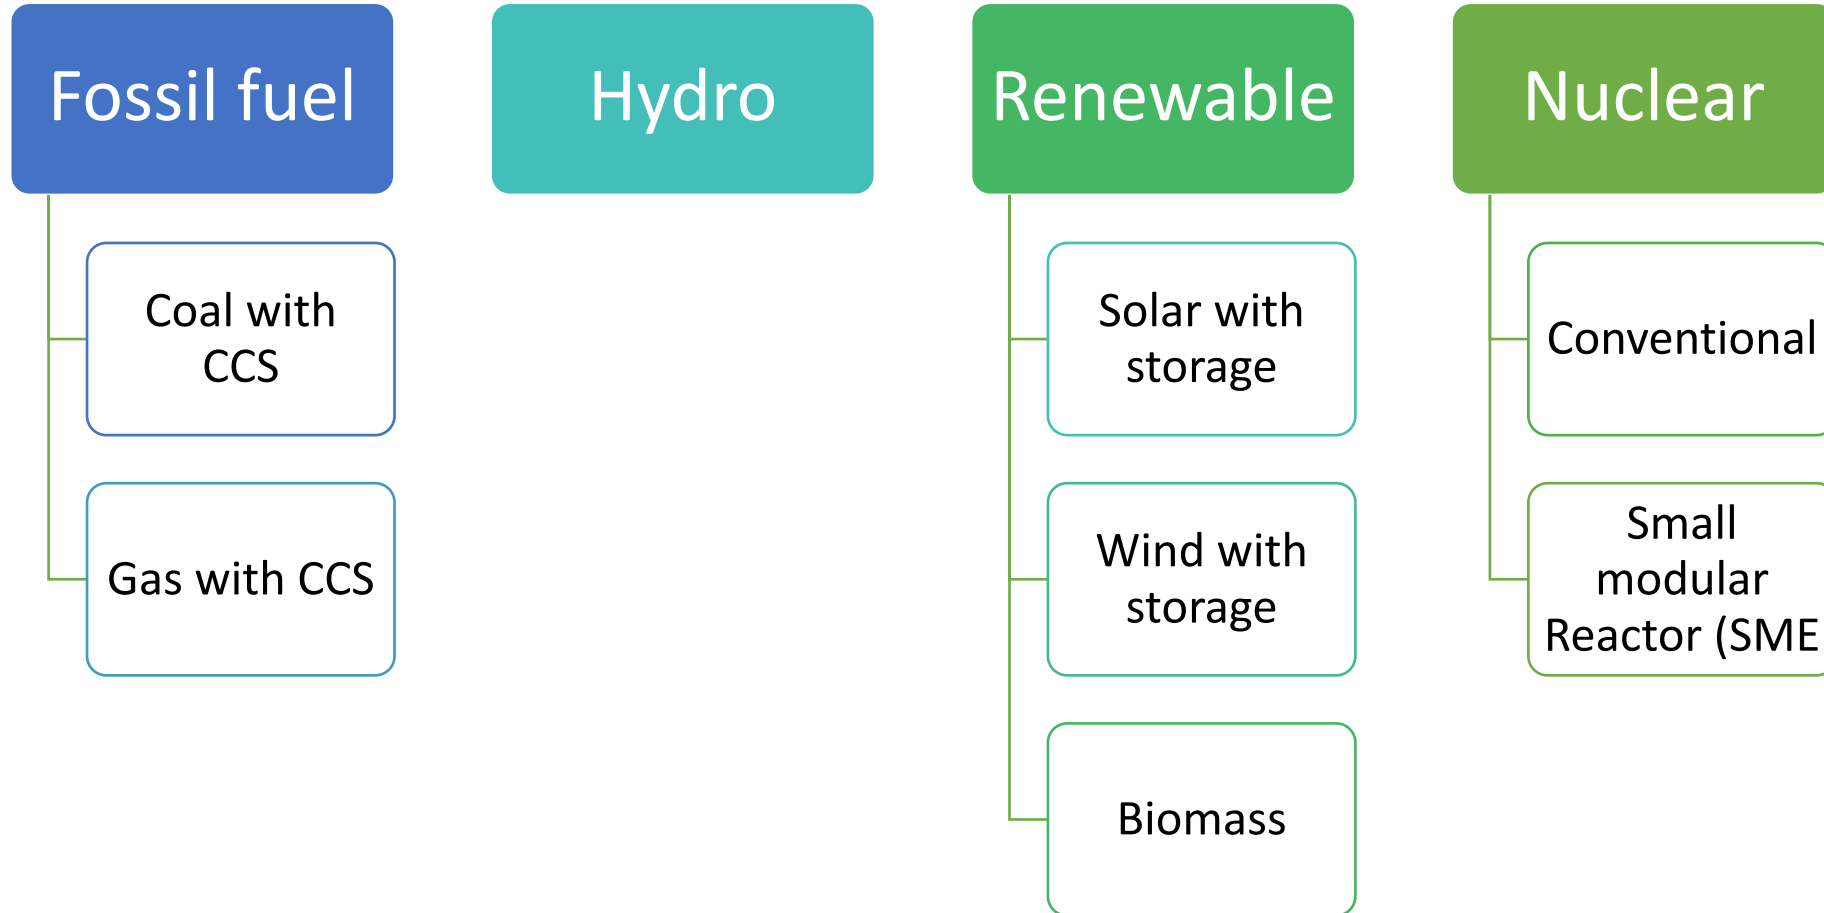 Fossil fuel
Coal with
CCS
Gas with CCS
Hydro
Renewable
Solar with
storage
Wind with
storage
Biomass
Nuclear
Conventional
Small
modular
Reactor (SME